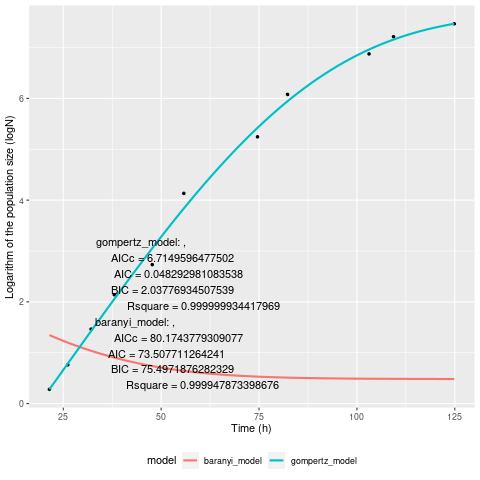 Logarithm of the population size (logN)
6
4
2
0
gompertz_model: ,
AICc = 6.7149596477502
AIC = 0.048292981083538
BIC = 2.03776934507539
Rsquare = 0.999999934417969
baranyi_model: ,
AICc = 80.1743779309077
AIC = 73.507711264241
BIC = 75.4971876282329
Rsquare = 0.999947873398676
25 50 75 100 125
Time (h)
model baranyi_model gompertz_model